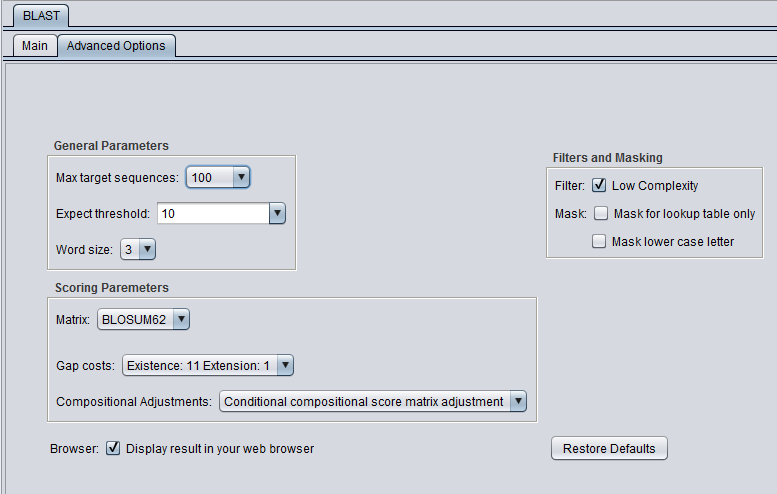 BLAST
Main Advanced Options
General Parameters
Max target sequences: 100
Expect threshold: 10
Word size: 3
Filters and Masking
Filter: Low Complexity
Mask: Mask for lookup table only
Mask lower case letter
Scoring Paremeters
Matrix: BLOSUM62
Gap costs: Existence: 11 Extension: 1
Compositional Adjustments: Conditional compositional score matrix adjustment
Browser: Display result in your web browser
Restore Defaults